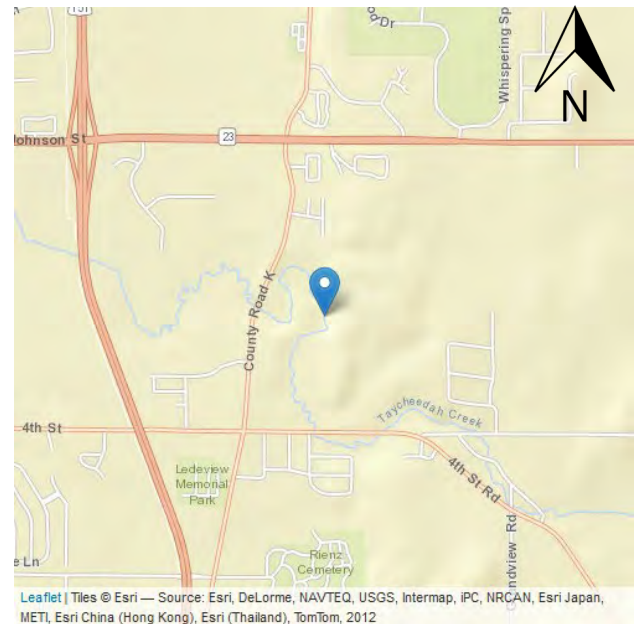 151
Dr
Whispering Sp
N
Johnson St
23
County Road K
Taycheedah Creek
4th St
4th St Rd
Ledeview
Memorial
Park
Rienz
Cemetery
e Ln
Grandview Rd
Leaflet | Tiles © Esri — Source: Esri, DeLorme, NAVTEQ, USGS, Intermap, iPC, NRCAN, Esri Japan,
METI, Esri China (Hong Kong), Esri (Thailand), TomTom, 2012